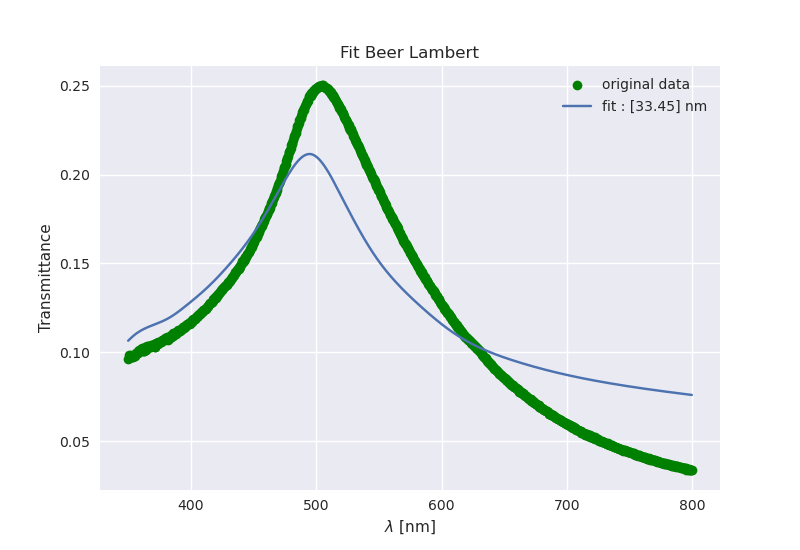 Fit Beer Lambert
original data
fit : [33.45] nm
Transmittance
0.25
0.20
0.15
0.10
0.05
400 500 600 700 800
λ [nm]